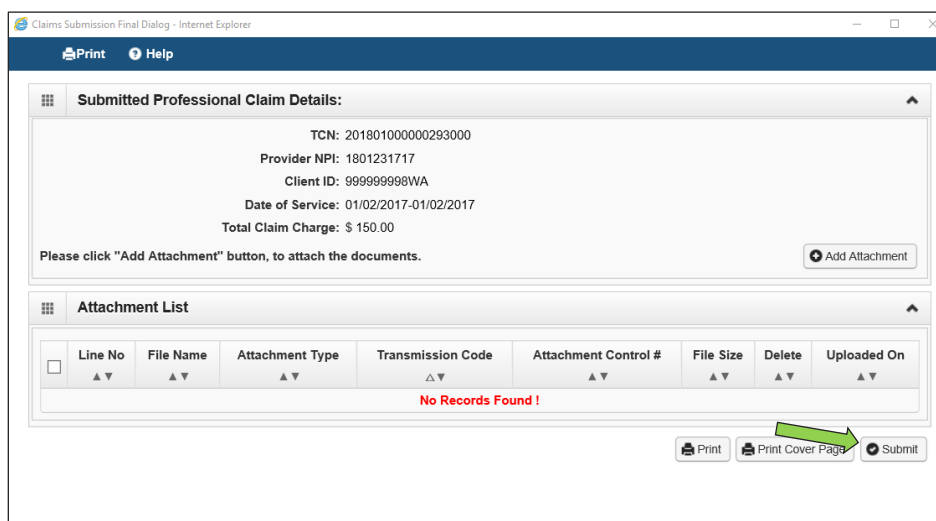 Claims Submission Final Dialog - Internet Explorer
Print Help
Submitted Professional Claim Details:
TCN: 201801000000293000
Provider NPI: 1801231717
Client ID: 999999998WA
Date of Service: 01/02/2017-01/02/2017
Total Claim Charge: $ 150.00
Please click "Add Attachment" button, to attach the documents. Add Attachment
Attachment List
Line No File Name Attachment Type Transmission Code Attachment Control # File Size Delete Uploaded On
No Records Found !
Print Print Cover Page Submit